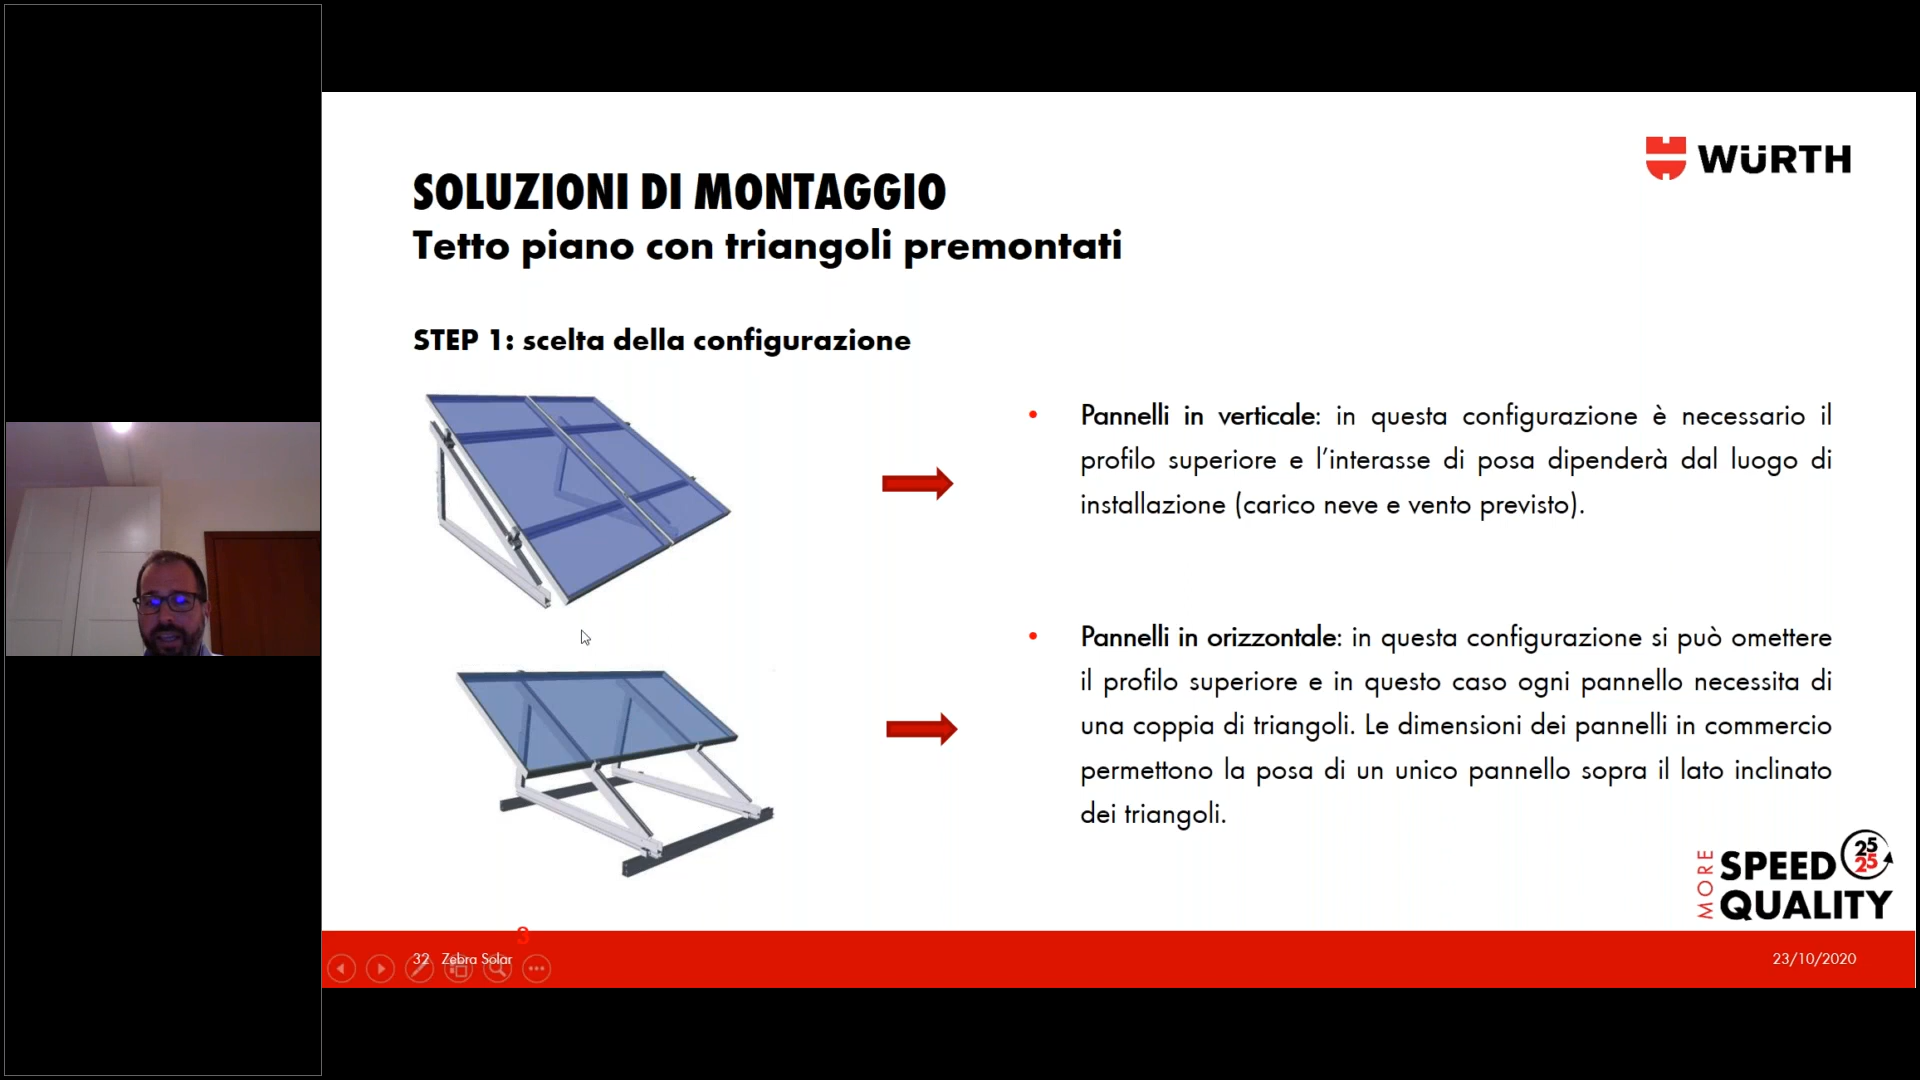 WÜRTH
SOLUZIONI DI MONTAGGIO
Tetto piano con triangoli premontati
STEP 1: scelta della configurazione
• Pannelli in verticale: in questa configurazione è necessario il
profilo superiore e l’interasse di posa dipenderà dal luogo di
installazione (carico neve e vento previsto).
• Pannelli in orizzontale: in questa configurazione si può omettere
il profilo superiore e in questo caso ogni pannello necessita di
una coppia di triangoli. Le dimensioni dei pannelli in commercio
permettono la posa di un unico pannello sopra il lato inclinato
dei triangoli.
MORE
SPEED
25
25
QUALITY
3
32 Zebra Solar
23/10/2020